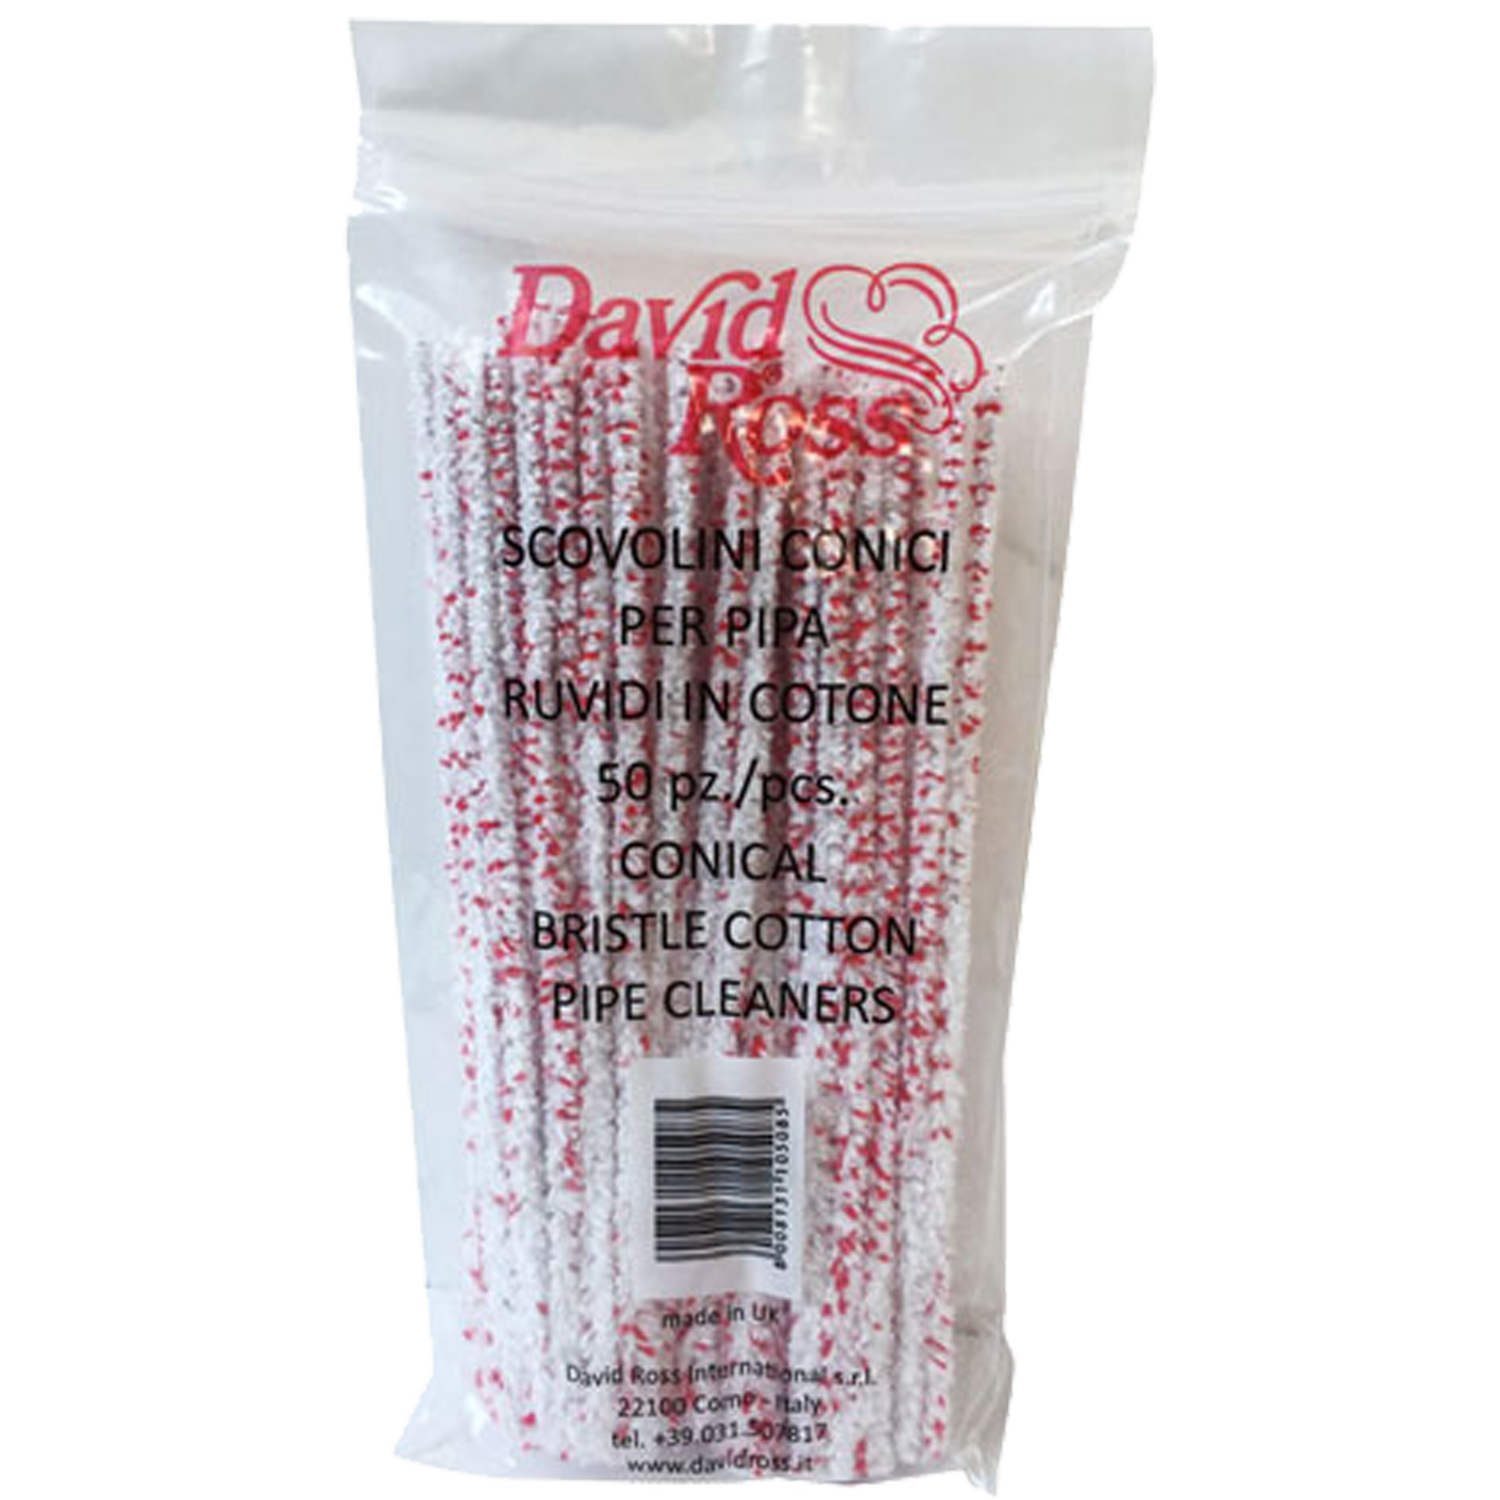 David
Ross®
SCOVOLINI CONICI
PER PIPA
RUVIDI IN COTONE
50 pz./pcs.
CONICAL
BRISTLE COTTON
PIPE CLEANERS
8008131105085
made in UK
David Ross International s.r.l.
22100 Como - Italy
tel. +39.031.507817
www.davidross.it